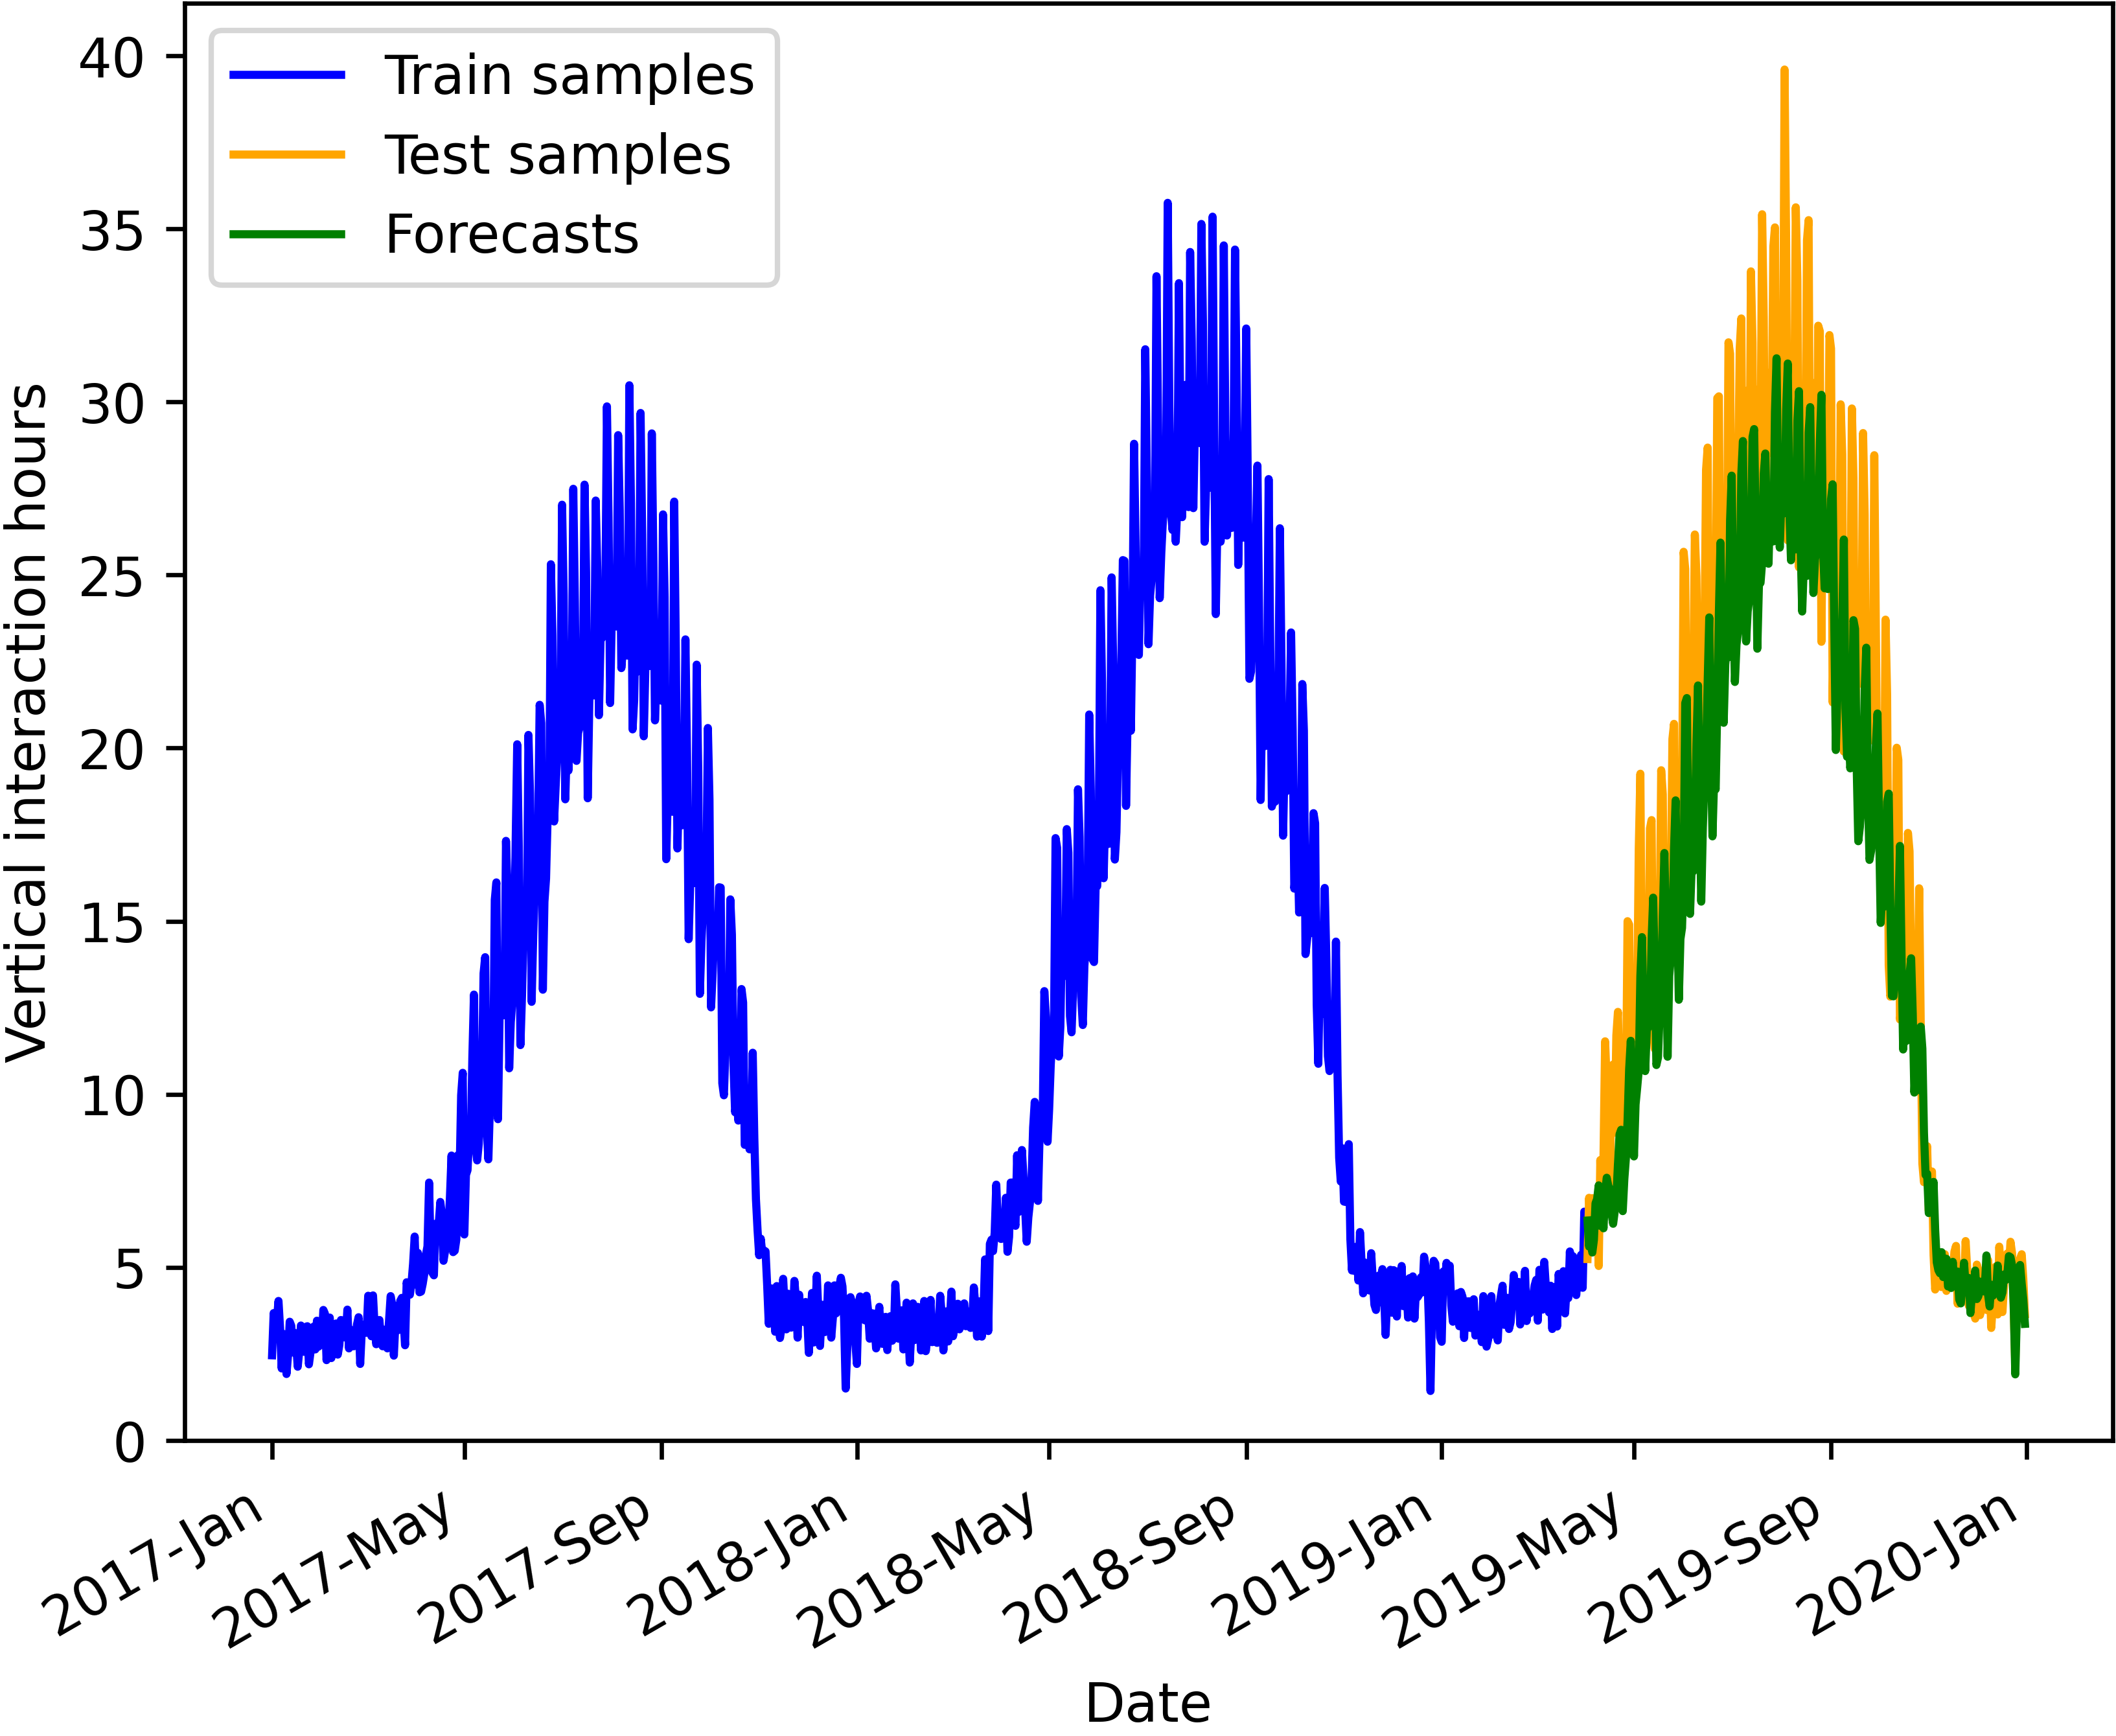 Train samples
Test samples
Forecasts
Vertical interaction hours
40
35
30
25
20
15
10
5
0
2017-Jan
2017-May
2017-Sep
2018-Jan
2018-May
2018-Sep
2019-Jan
2019-May
2019-Sep
2020-Jan
Date